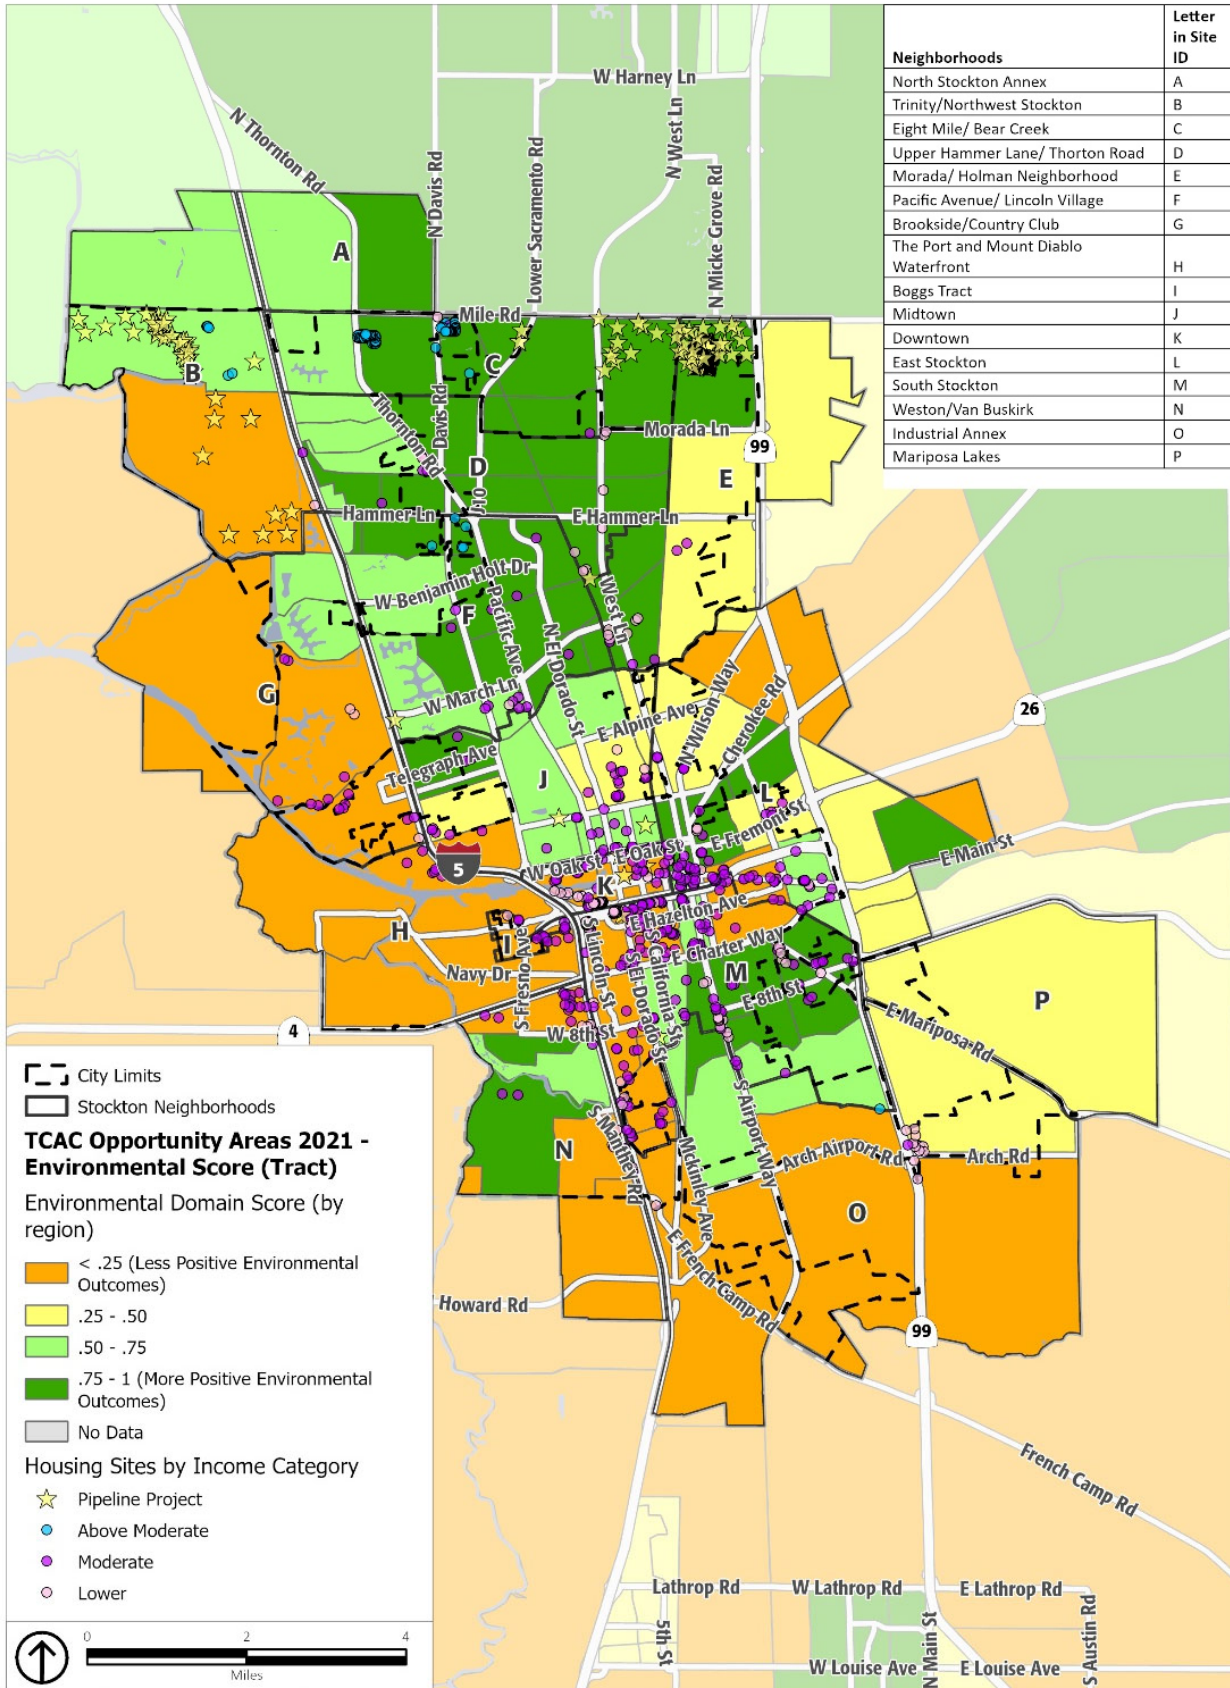 Neighborhoods
Letter
in Site
ID
North Stockton Annex A
Trinity/Northwest Stockton B
Eight Mile/ Bear Creek C
Upper Hammer Lane/ Thorton Road D
Morada/ Holman Neighborhood E
Pacific Avenue/ Lincoln Village F
Brookside/Country Club G
The Port and Mount Diablo
Waterfront H
Boggs Tract I
Midtown J
Downtown K
East Stockton L
South Stockton M
Weston/Van Buskirk N
Industrial Annex O
Mariposa Lakes P
W Harney Ln
N Thornton Rd
N Davis Rd
Lower Sacramento Rd
N West Ln
N Micke Grove Rd
A
Mile Rd
B
C
Thornton Rd
Davis Rd
Morada Ln
99
D
E
J10
Hammer Ln
E Hammer Ln
W Benjamin Holt Dr
F
Pacific Ave
N El Dorado St
West Ln
G
W March Ln
N Wilson Way
Cherokee Rd
26
E Alpine Ave
Telegraph Ave
J
L
E Fremont St
E Main St
5
W Oak St
E Oak St
K
E Hazelton Ave
H
I
S Fresno Ave
S Lincoln St
S California St
E Charter Way
Navy Dr
S El Dorado St
M
E 8th St
P
4
W 8th St
E Mariposa Rd
N
S Manthey Rd
Mckinley Ave
S Airport Way
Arch Airport Rd
Arch Rd
O
E French Camp Rd
Howard Rd
99
French Camp Rd
Lathrop Rd
W Lathrop Rd
E Lathrop Rd
5th St
N Main St
S Austin Rd
W Louise Ave
E Louise Ave
City Limits
Stockton Neighborhoods
TCAC Opportunity Areas 2021 -
Environmental Score (Tract)
Environmental Domain Score (by
region)
< .25 (Less Positive Environmental
Outcomes)
.25 - .50
.50 - .75
.75 - 1 (More Positive Environmental
Outcomes)
No Data
Housing Sites by Income Category
Pipeline Project
Above Moderate
Moderate
Lower
0 2 4
Miles